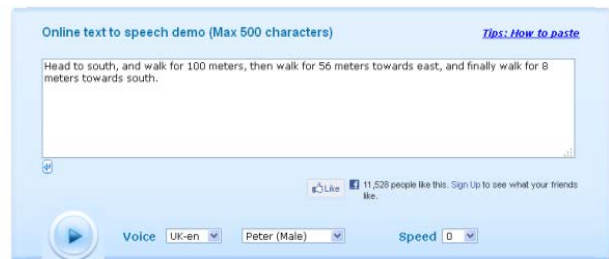 Online text to speech demo (Max 500 characters) Tips: How to paste
Head to south, and walk for 100 meters, then walk for 56 meters towards east, and finally walk for 8
meters towards south.
Like 11,528 people like this. Sign Up to see what your friends
like.
Voice UK-en Peter (Male) Speed 0